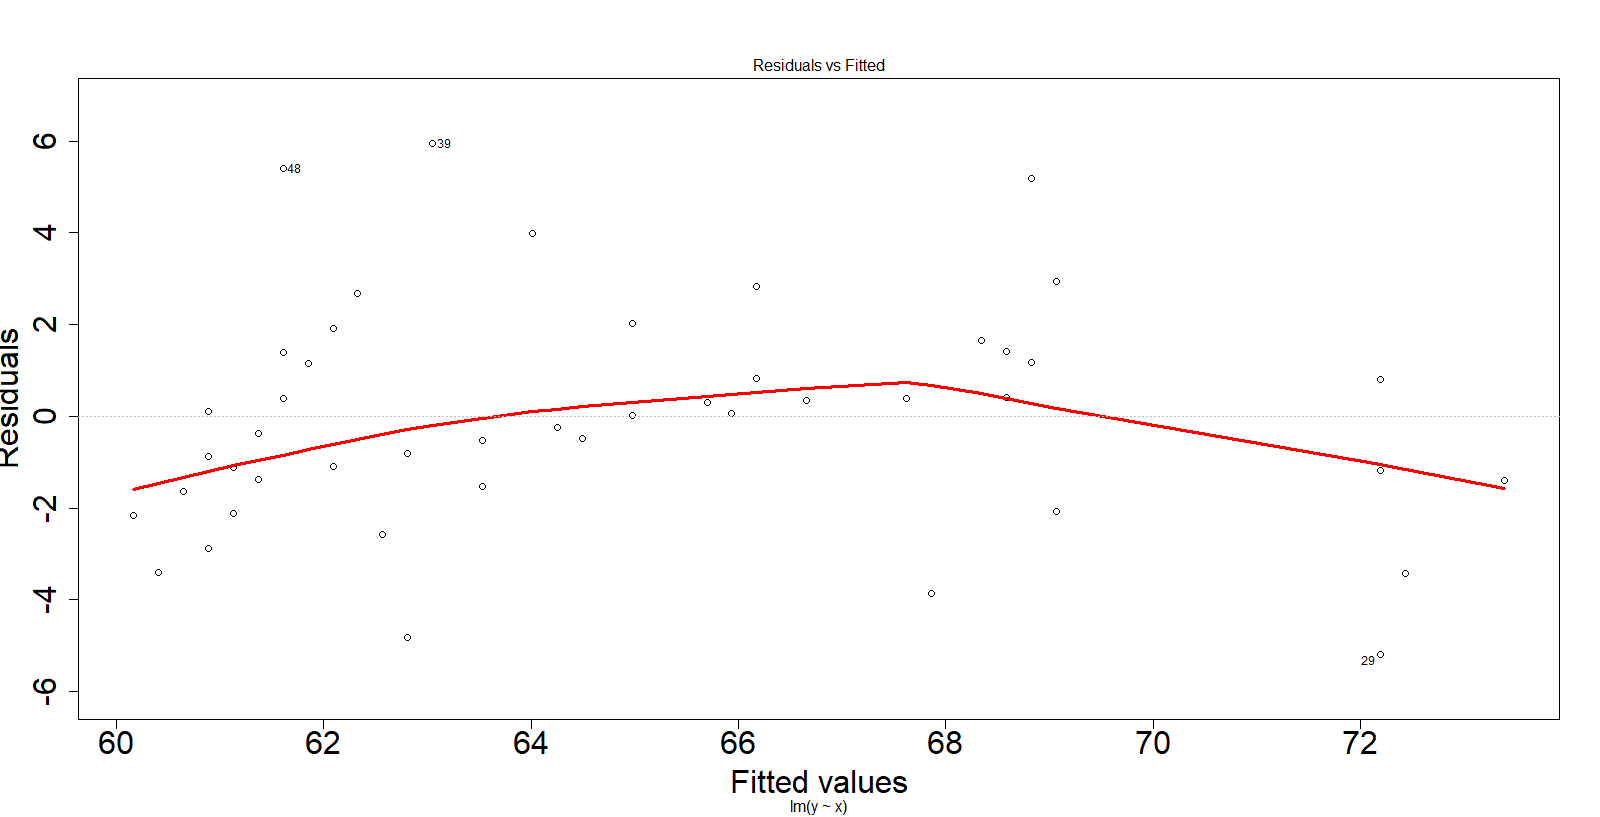 Residuals vs Fitted
6
4
2
0
-2
-4
-6
Residuals
39
48
29
60 62 64 66 68 70 72
Fitted values
lm(y ~ x)